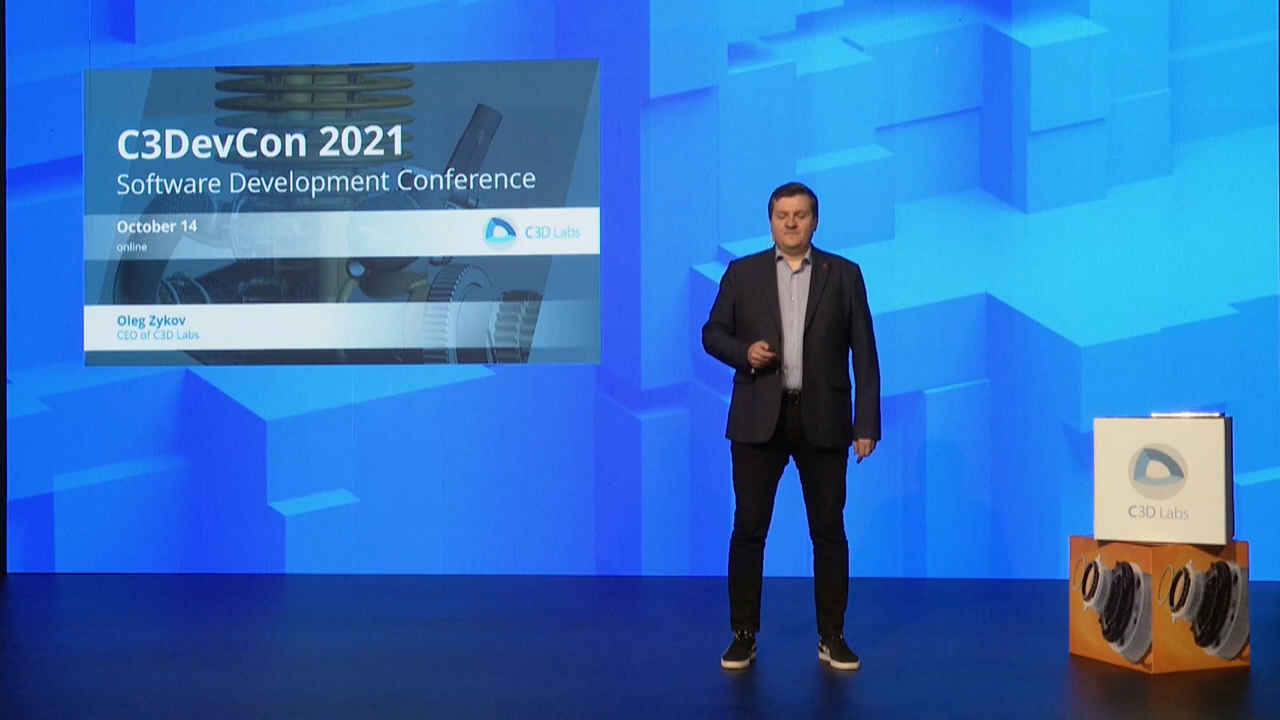 C3DevCon 2021
Software Development Conference
October 14
online
C3D Labs
Oleg Zykov
CEO of C3D Labs
C3D Labs